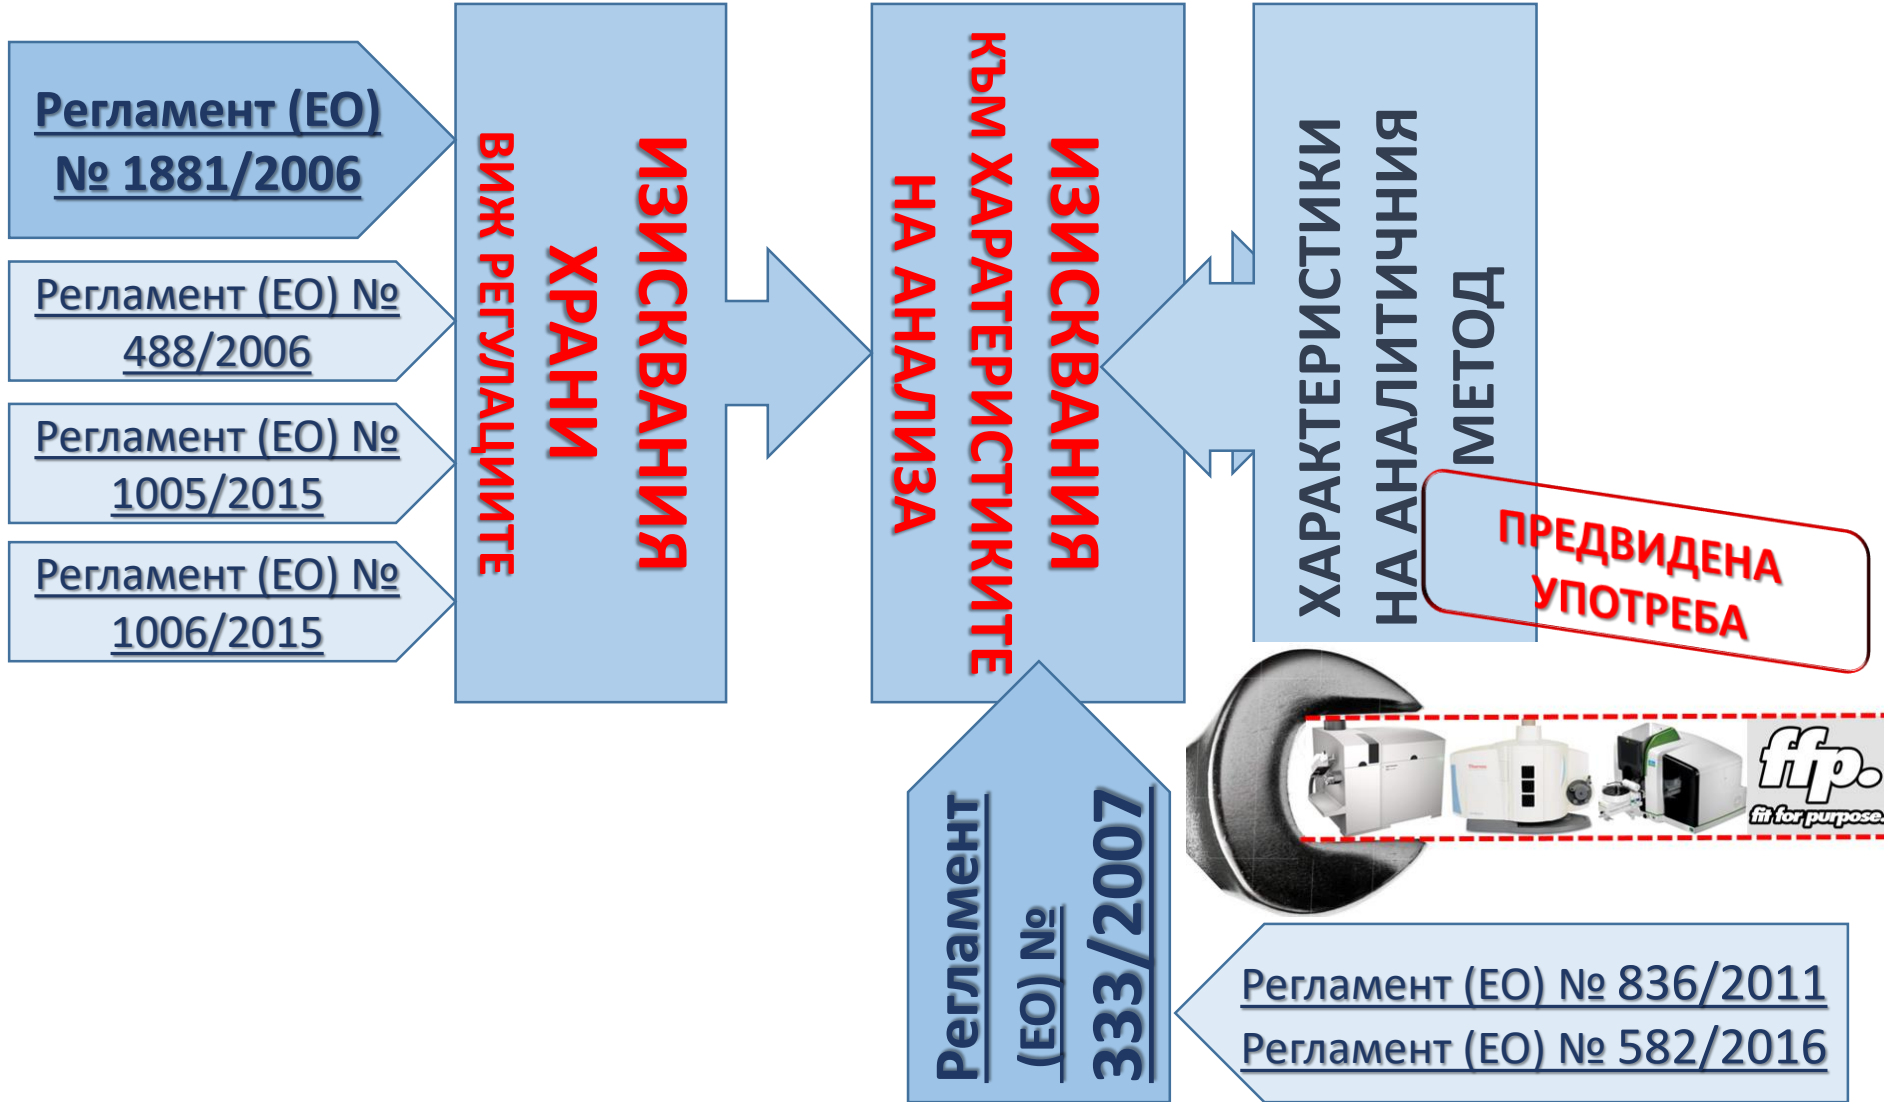 Регламент (ЕО)
№ 1881/2006
Регламент (ЕО) №
488/2006
Регламент (ЕО) №
1005/2015
Регламент (ЕО) №
1006/2015
ИЗИСКВАНИЯ
ХРАНИ
ВИЖ РЕГУЛАЦИИТЕ
ИЗИСКВАНИЯ
КЪМ ХАРАТЕРИСТИКИТЕ
НА АНАЛИЗА
ХАРАКТЕРИСТИКИ
НА АНАЛИТИЧНИЯ
МЕТОД
ПРЕДВИДЕНА
УПОТРЕБА
ffp.
fit for purpose.
Регламент
(ЕО) №
333/2007
Регламент (ЕО) № 836/2011
Регламент (ЕО) № 582/2016